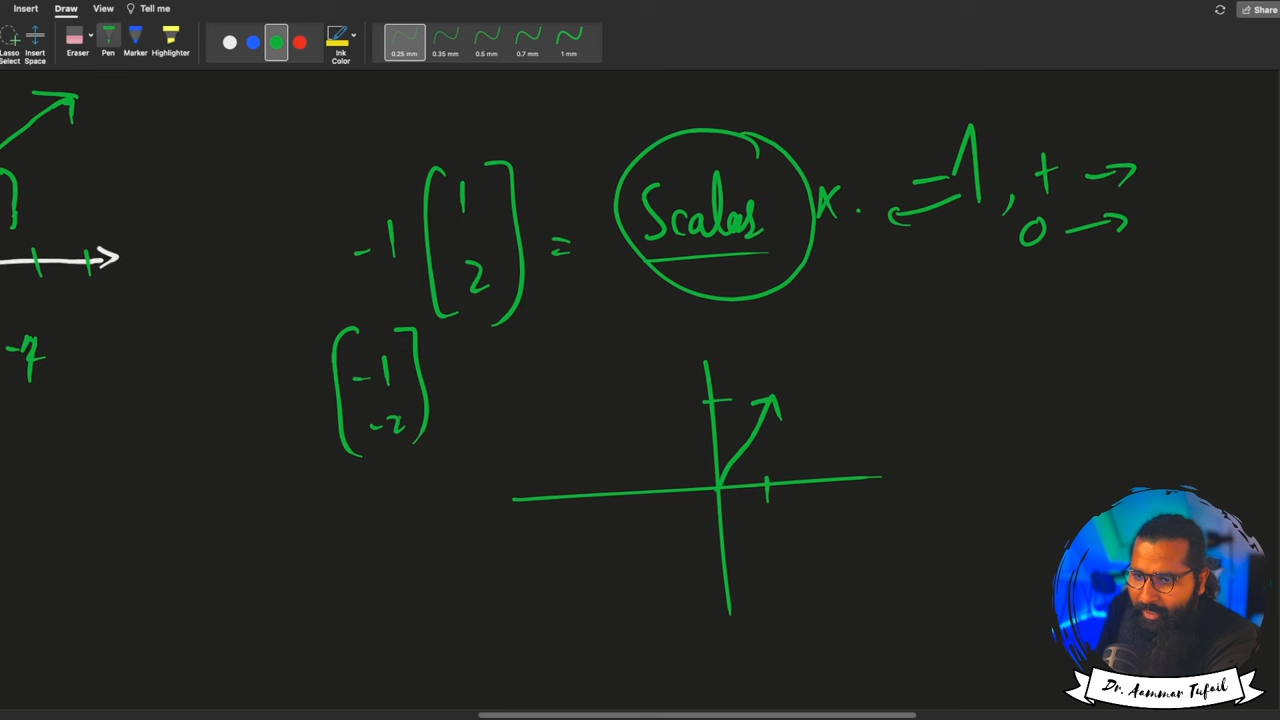 Insert Draw View Tell me
Share
Lasso Select
Insert Space
Eraser
Pen
Marker
Highlighter
Ink Color
0.25 mm
0.35 mm
0.5 mm
0.7 mm
1 mm
-1 [1 2] =
Scalar
-1, +
0
[-1 -2]
Dr. Aammar Tufail